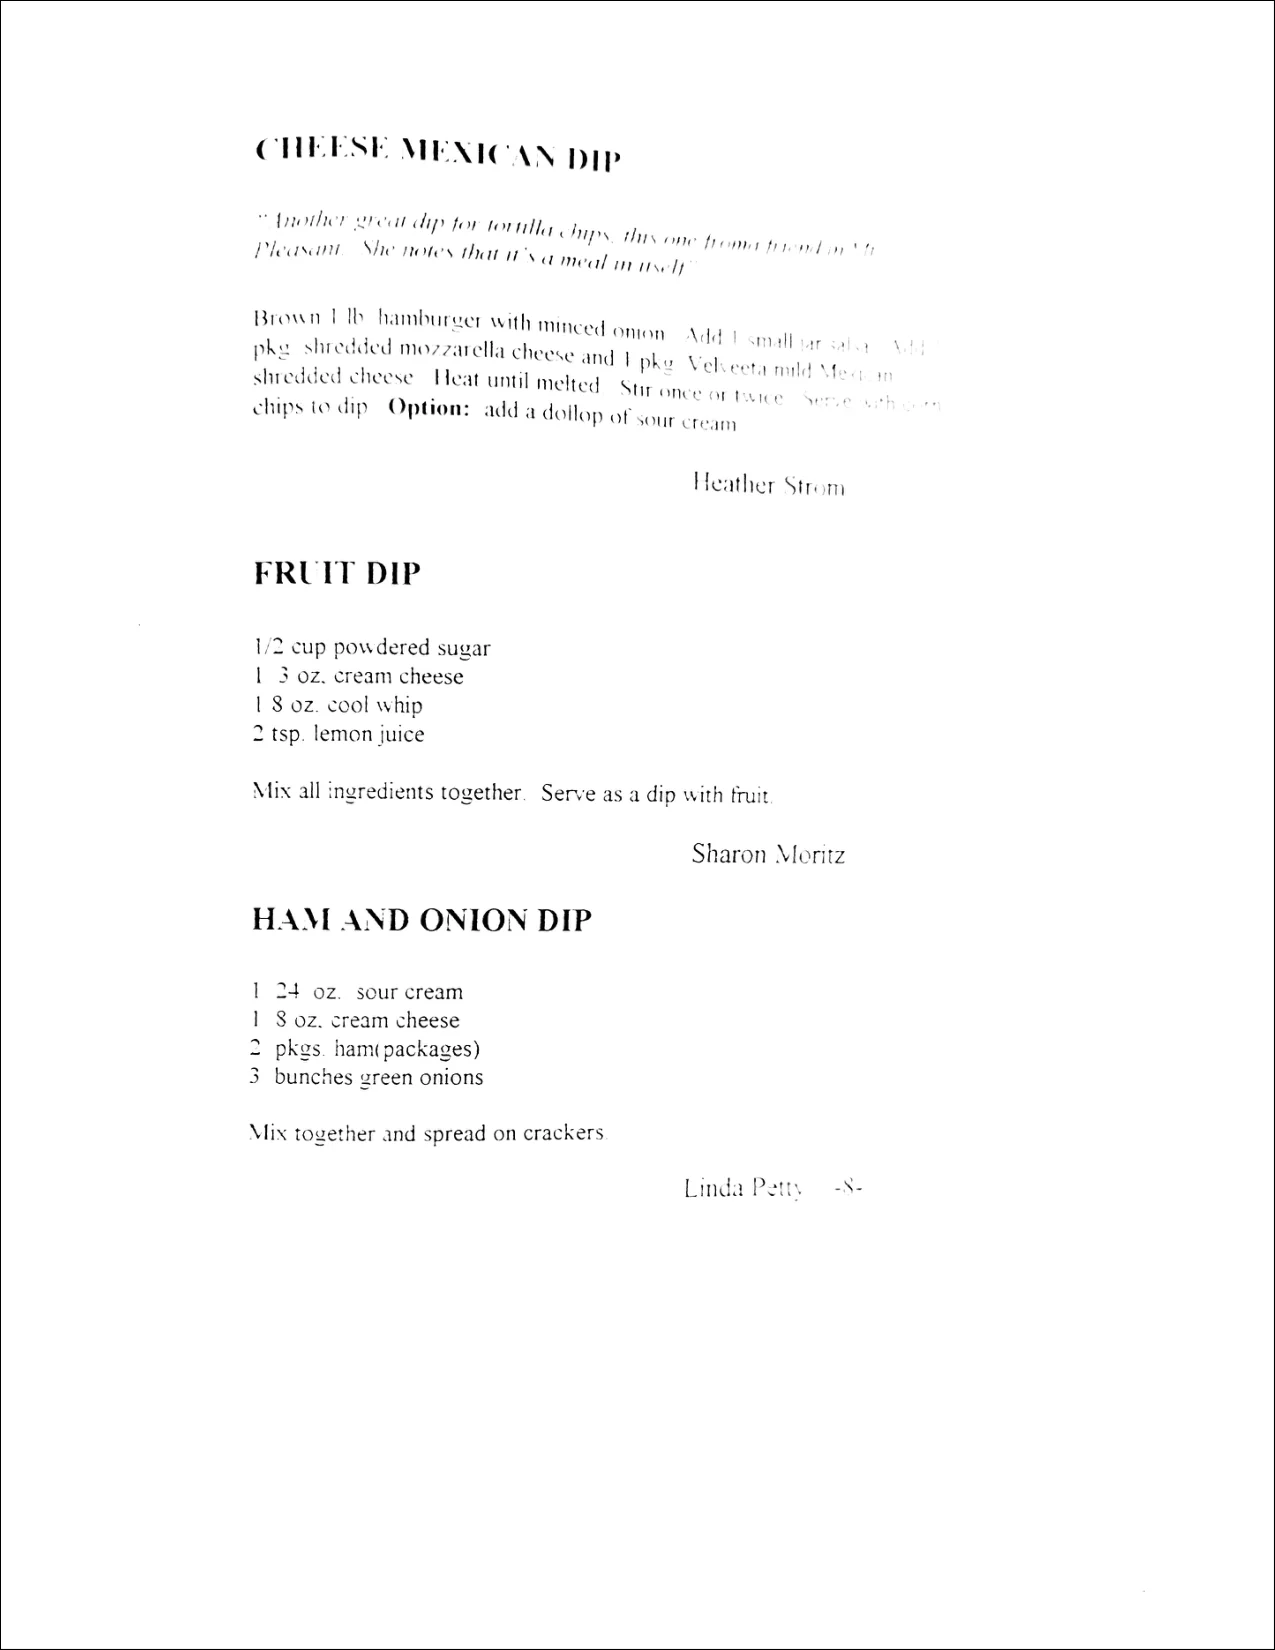 CHEESE MEXICAN DIP
"Another great dip for tortilla chips, this one froma friend in Mt
Pleasant. She notes that it's a meal in itself"
Brown 1 lb hamburger with minced onion Add 1 small jar salsa Add
pkg shredded mozzarella cheese and 1 pkg Velveeta mild Mexican
shredded cheese Heat until melted Stir once or twice Serve with corn
chips to dip Option: add a dollop of sour cream
Heather Strom
FRUIT DIP
1/2 cup powdered sugar
1 3 oz. cream cheese
1 8 oz. cool whip
2 tsp. lemon juice
Mix all ingredients together. Serve as a dip with fruit.
Sharon Moritz
HAM AND ONION DIP
1 24 oz. sour cream
1 8 oz. cream cheese
2 pkgs. ham(packages)
3 bunches green onions
Mix together and spread on crackers.
Linda Petty -8-